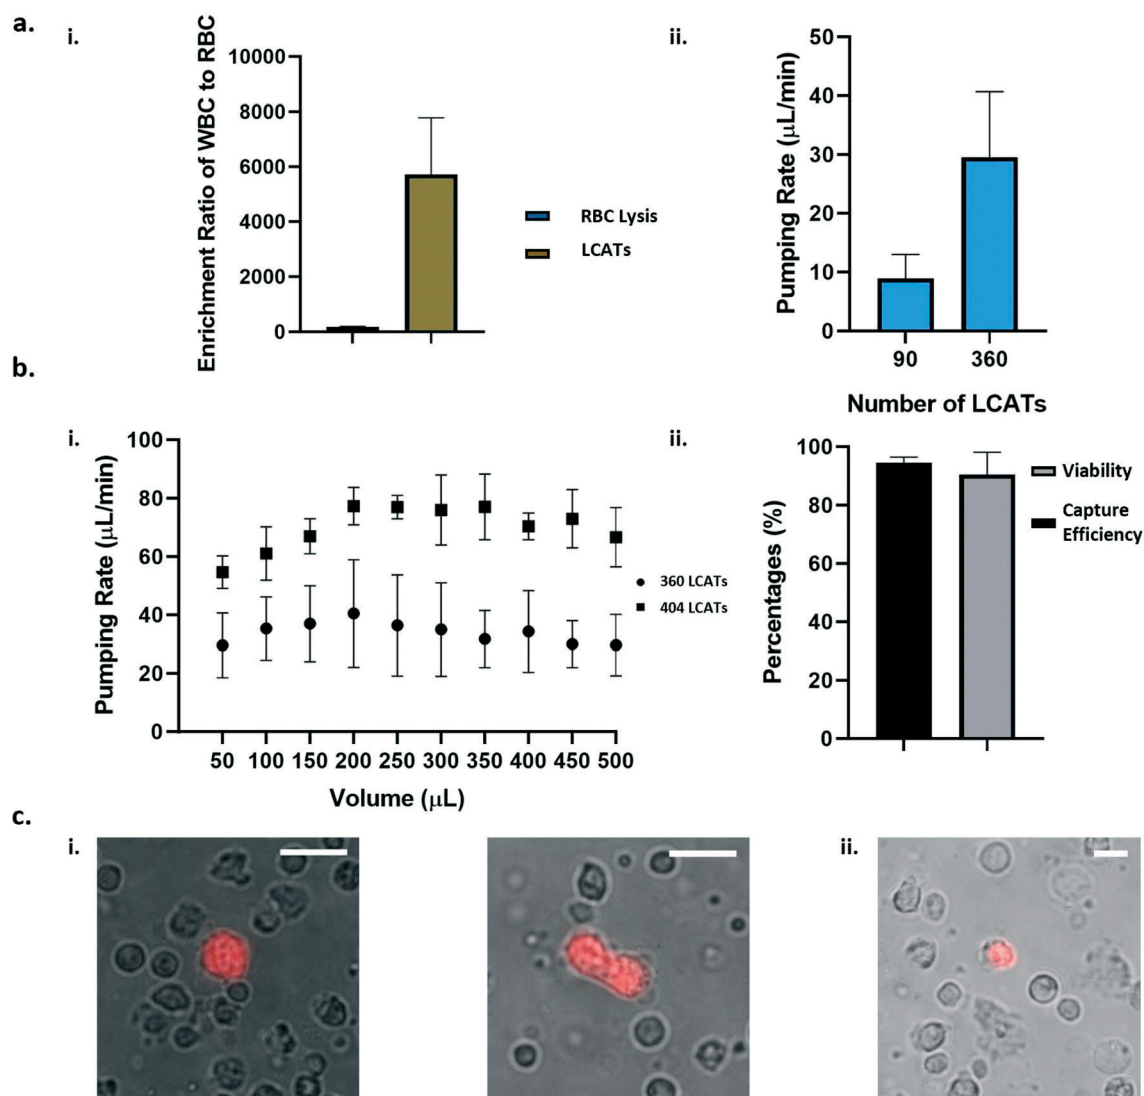 a.
i.
Enrichment Ratio of WBC to RBC
10000
8000
6000
4000
2000
0
RBC Lysis
LCATs
ii.
Pumping Rate (μL/min)
50
40
30
20
10
0
90 360
Number of LCATs
b.
i.
Pumping Rate (μL/min)
100
80
60
40
20
0
50 100 150 200 250 300 350 400 450 500
Volume (μL)
360 LCATs
404 LCATs
ii.
Percentages (%)
100
80
60
40
20
0
Viability
Capture
Efficiency
c.
i.
ii.